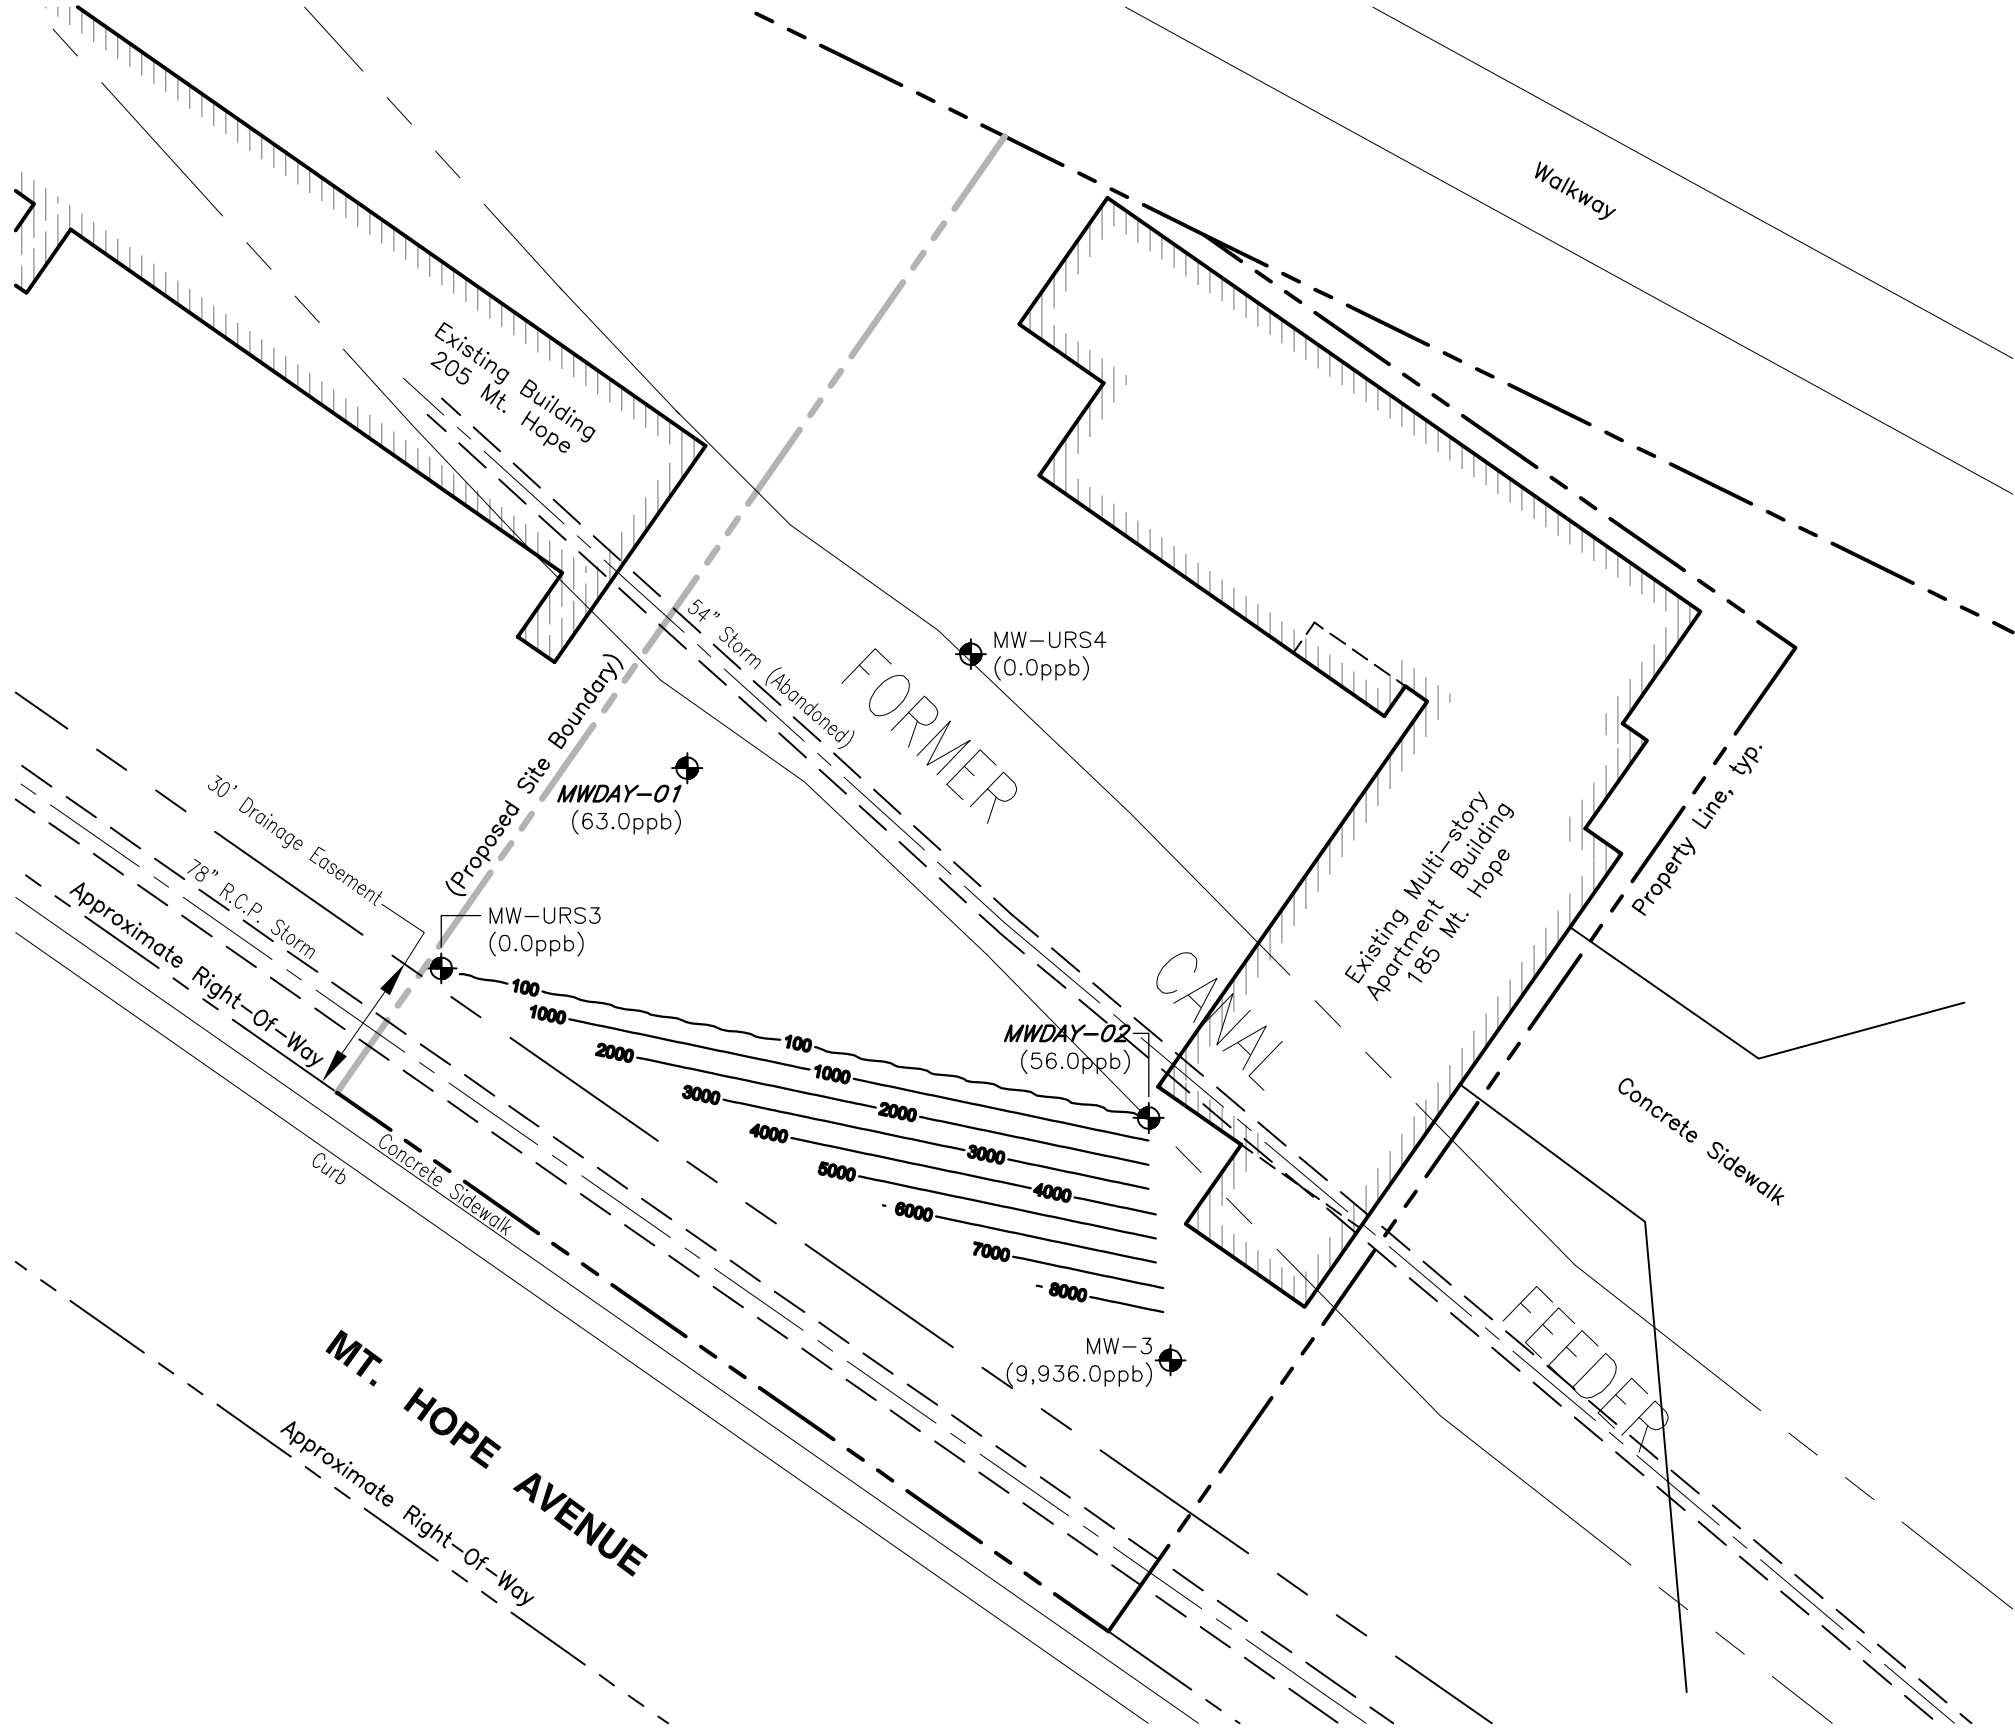 Walkway
Existing Building
205 Mt. Hope
54" Storm (Abandoned)
FORMER
MW-URS4
(0.0ppb)
(Proposed Site Boundary)
MWDAY-01
(63.0ppb)
30' Drainage Easement
78" R.C.P. Storm
Approximate Right-Of-Way
MW-URS3
(0.0ppb)
Existing Multi-story
Apartment Building
185 Mt. Hope
Property Line, typ.
CANAL
MWDAY-02
(56.0ppb)
100
100
1000
1000
2000
2000
3000
3000
4000
4000
5000
6000
7000
8000
Concrete Sidewalk
Concrete Sidewalk
Curb
MW-3
(9,936.0ppb)
FEEDER
MT. HOPE AVENUE
Approximate Right-Of-Way